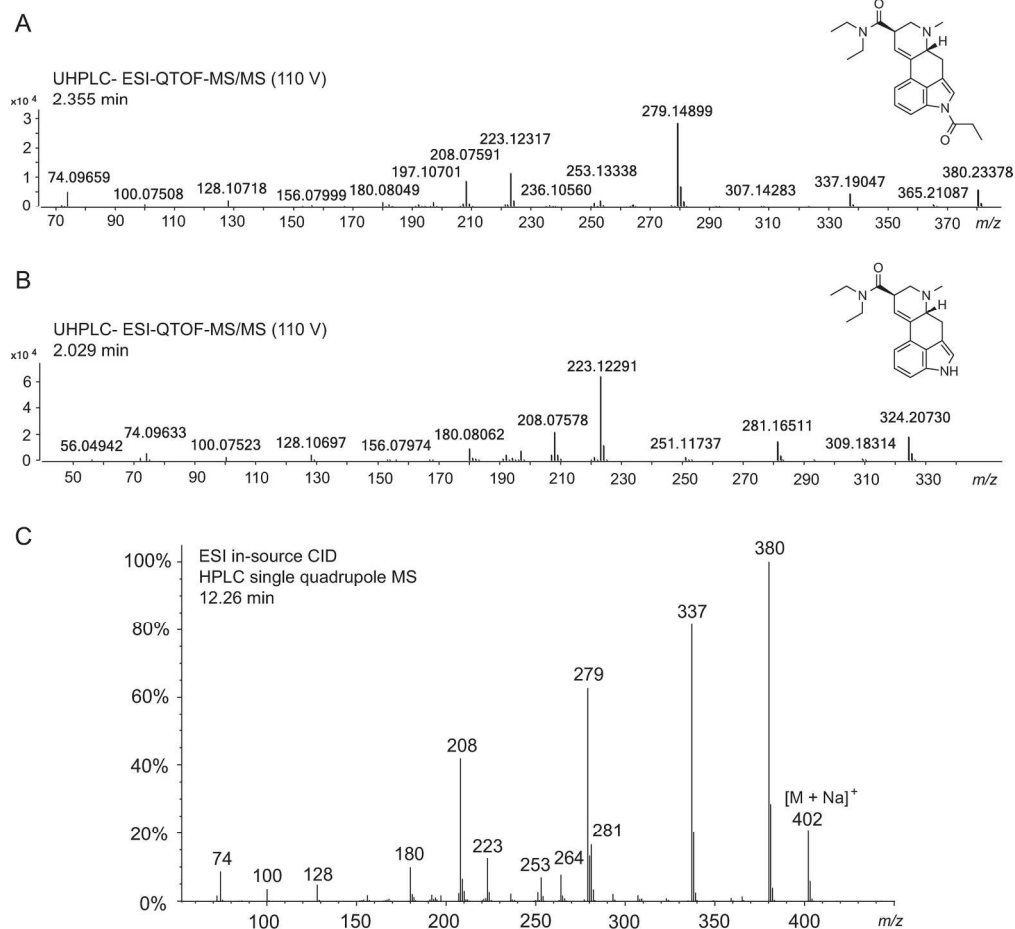 A
UHPLC- ESI-QTOF-MS/MS (110 V)
2.355 min
x10 4
3
2
1
0
74.09659
100.07508
128.10718
156.07999
180.08049
197.10701
208.07591
223.12317
236.10560
253.13338
279.14899
307.14283
337.19047
365.21087
380.23378
70 90 110 130 150 170 190 210 230 250 270 290 310 330 350 370 m/z
O
N
N
H
N
O
B
UHPLC- ESI-QTOF-MS/MS (110 V)
2.029 min
x10 4
6
4
2
0
56.04942
74.09633
100.07523
128.10697
156.07974
180.08062
208.07578
223.12291
251.11737
281.16511
309.18314
324.20730
50 70 90 110 130 150 170 190 210 230 250 270 290 310 330 m/z
O
N
N
H
NH
C
ESI in-source CID
HPLC single quadrupole MS
12.26 min
100%
80%
60%
40%
20%
0%
74
100
128
180
208
223
253
264
279
281
337
380
[M + Na]+
402
100 150 200 250 300 350 400 m/z